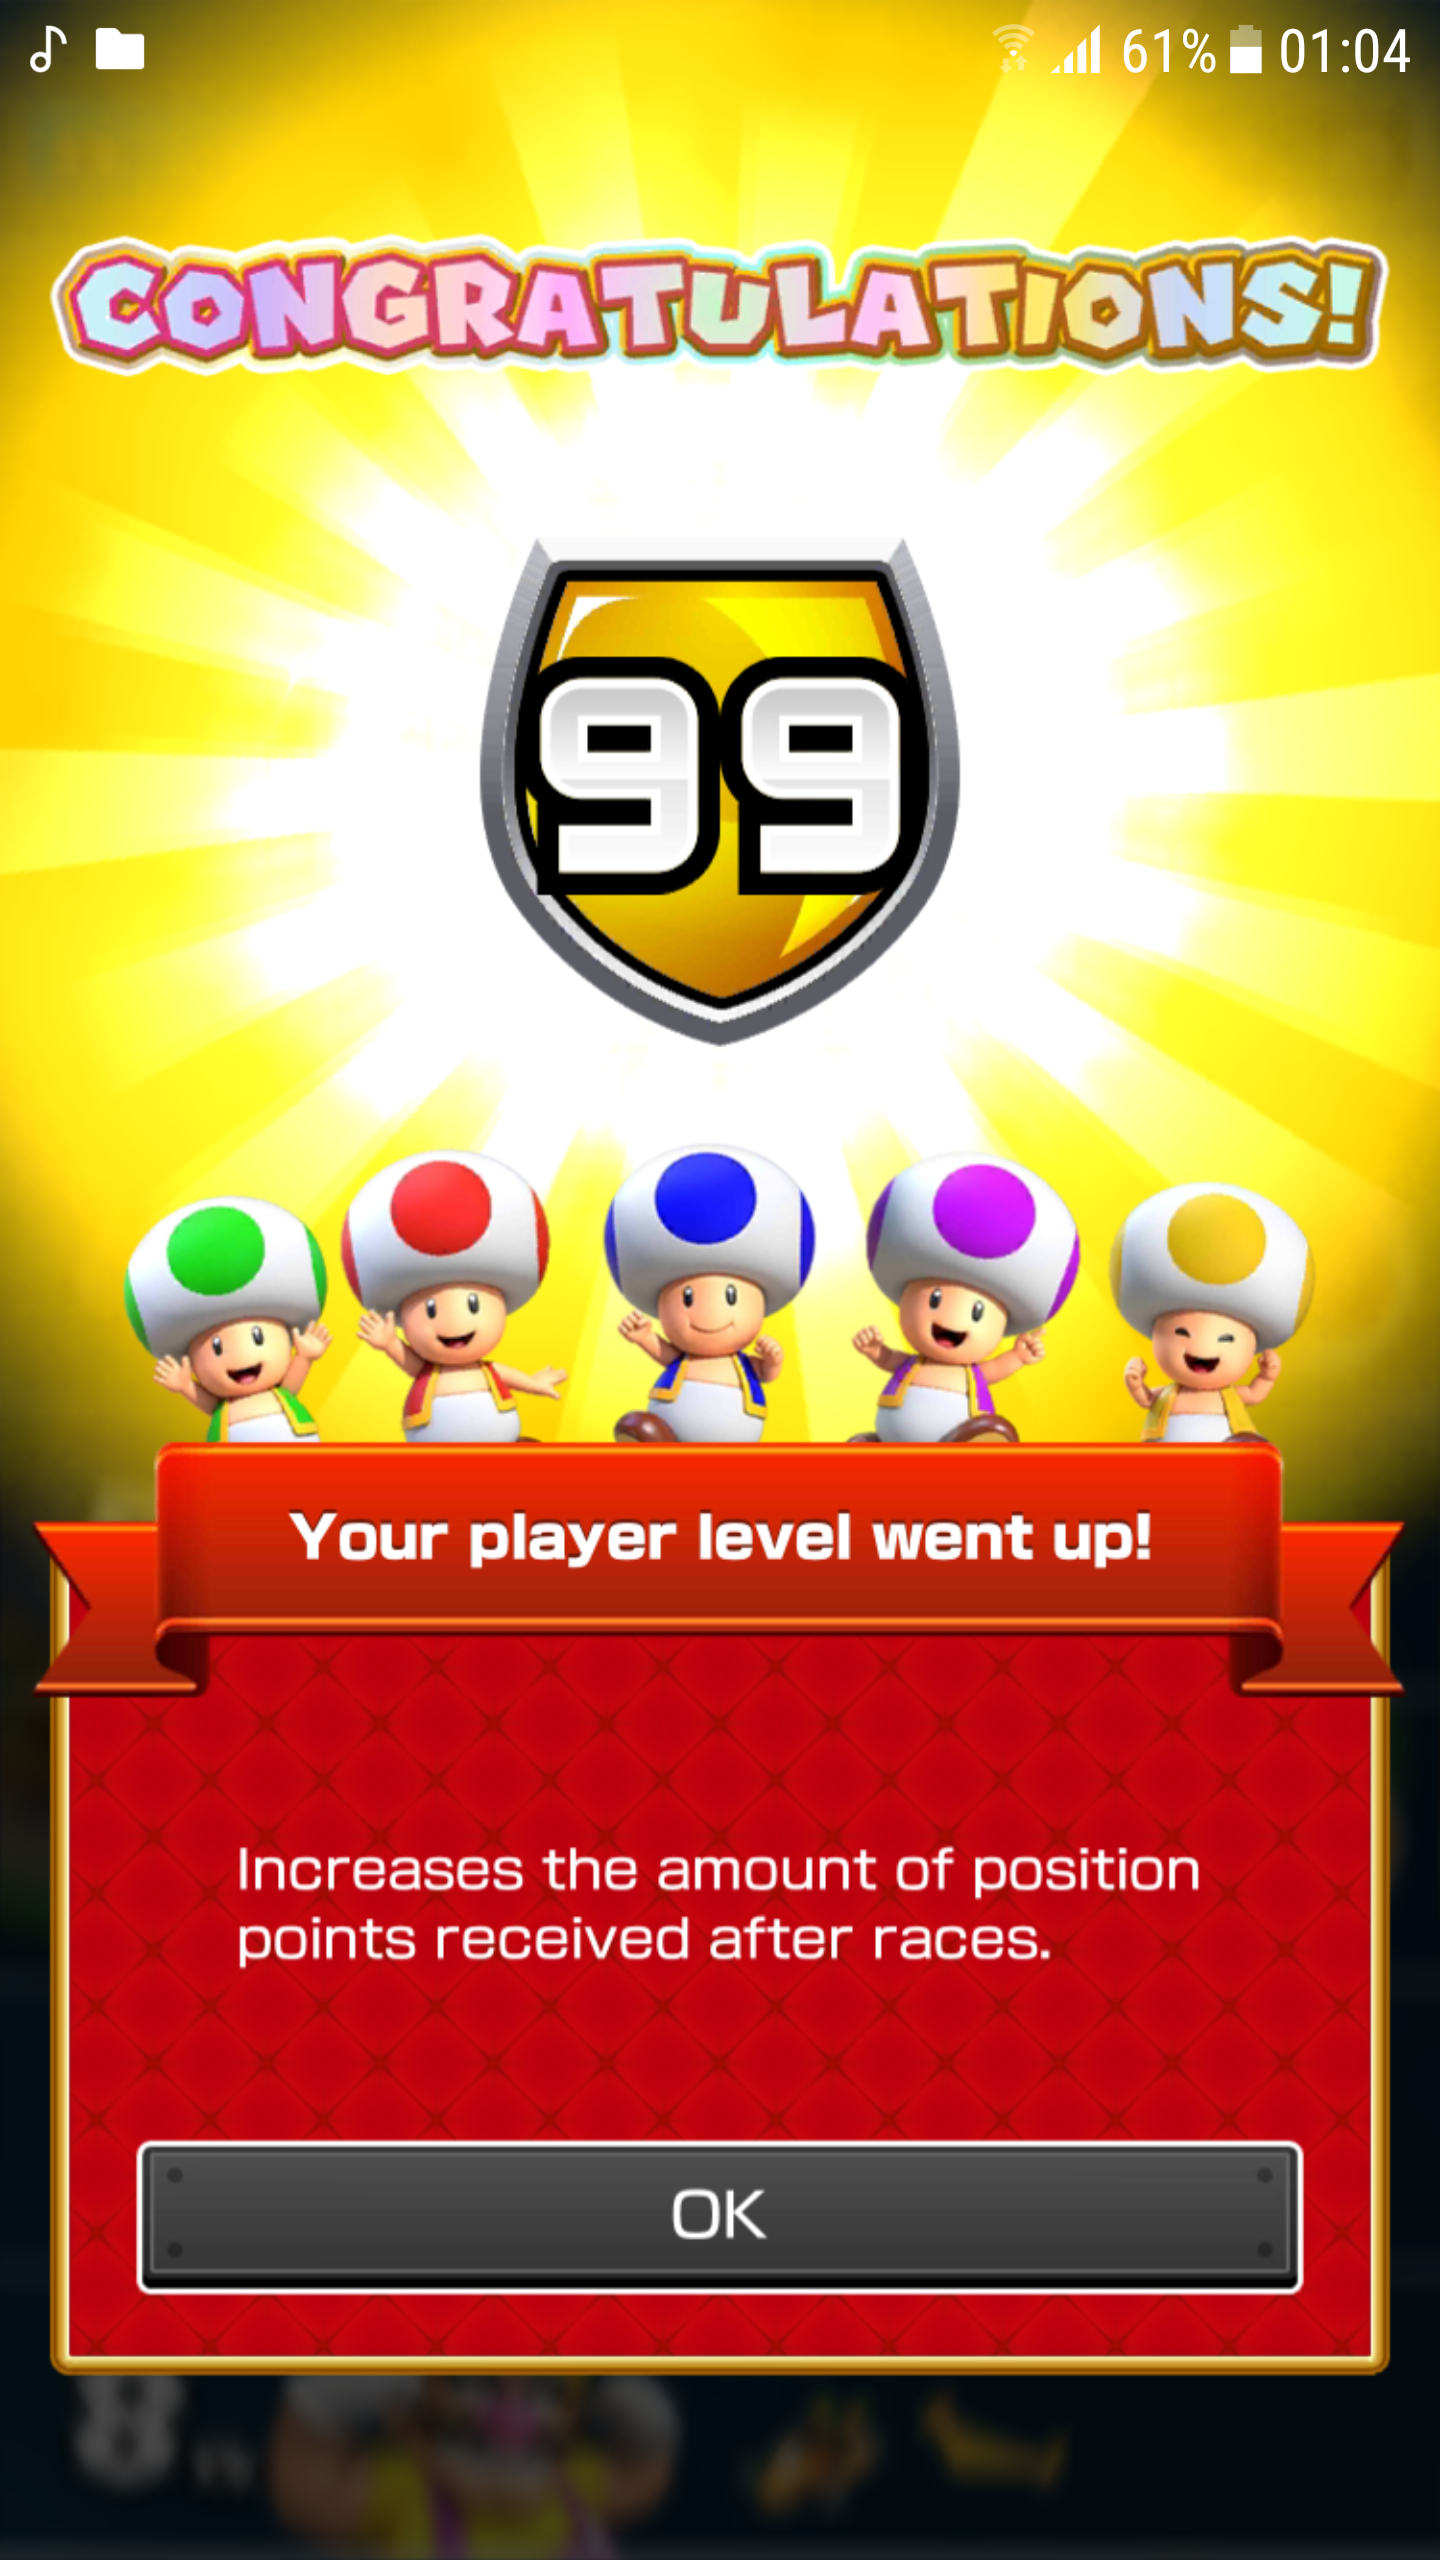 61% 01:04
CONGRATULATIONS!
99
Your player level went up!
Increases the amount of position
points received after races.
OK
8